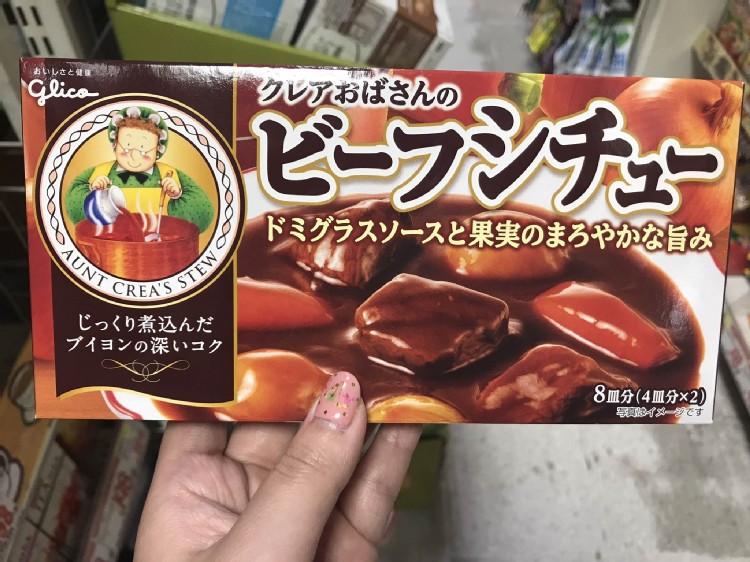 おいしさと健康
glico
クレアおばさんの
ビーフシチュー
ドミグラスソースと果実のまろやかな旨み
AUNT CREA'S STEW
じっくり煮込んだ
ブイヨンの深いコク
8皿分(4皿分×2)
写真はイメージです